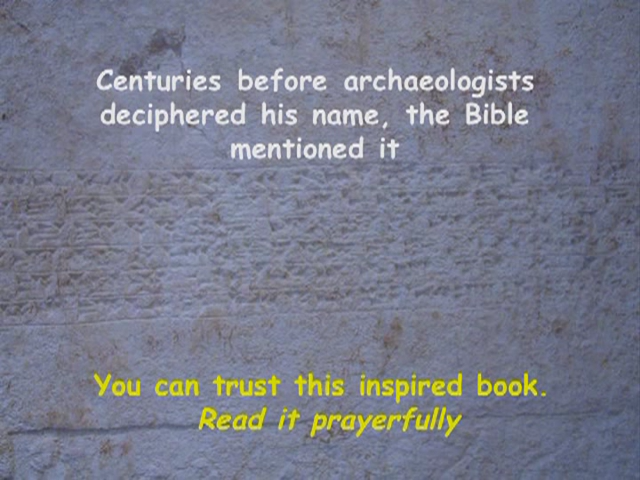 Centuries before archaeologists
deciphered his name, the Bible
mentioned it
You can trust this inspired book.
Read it prayerfully